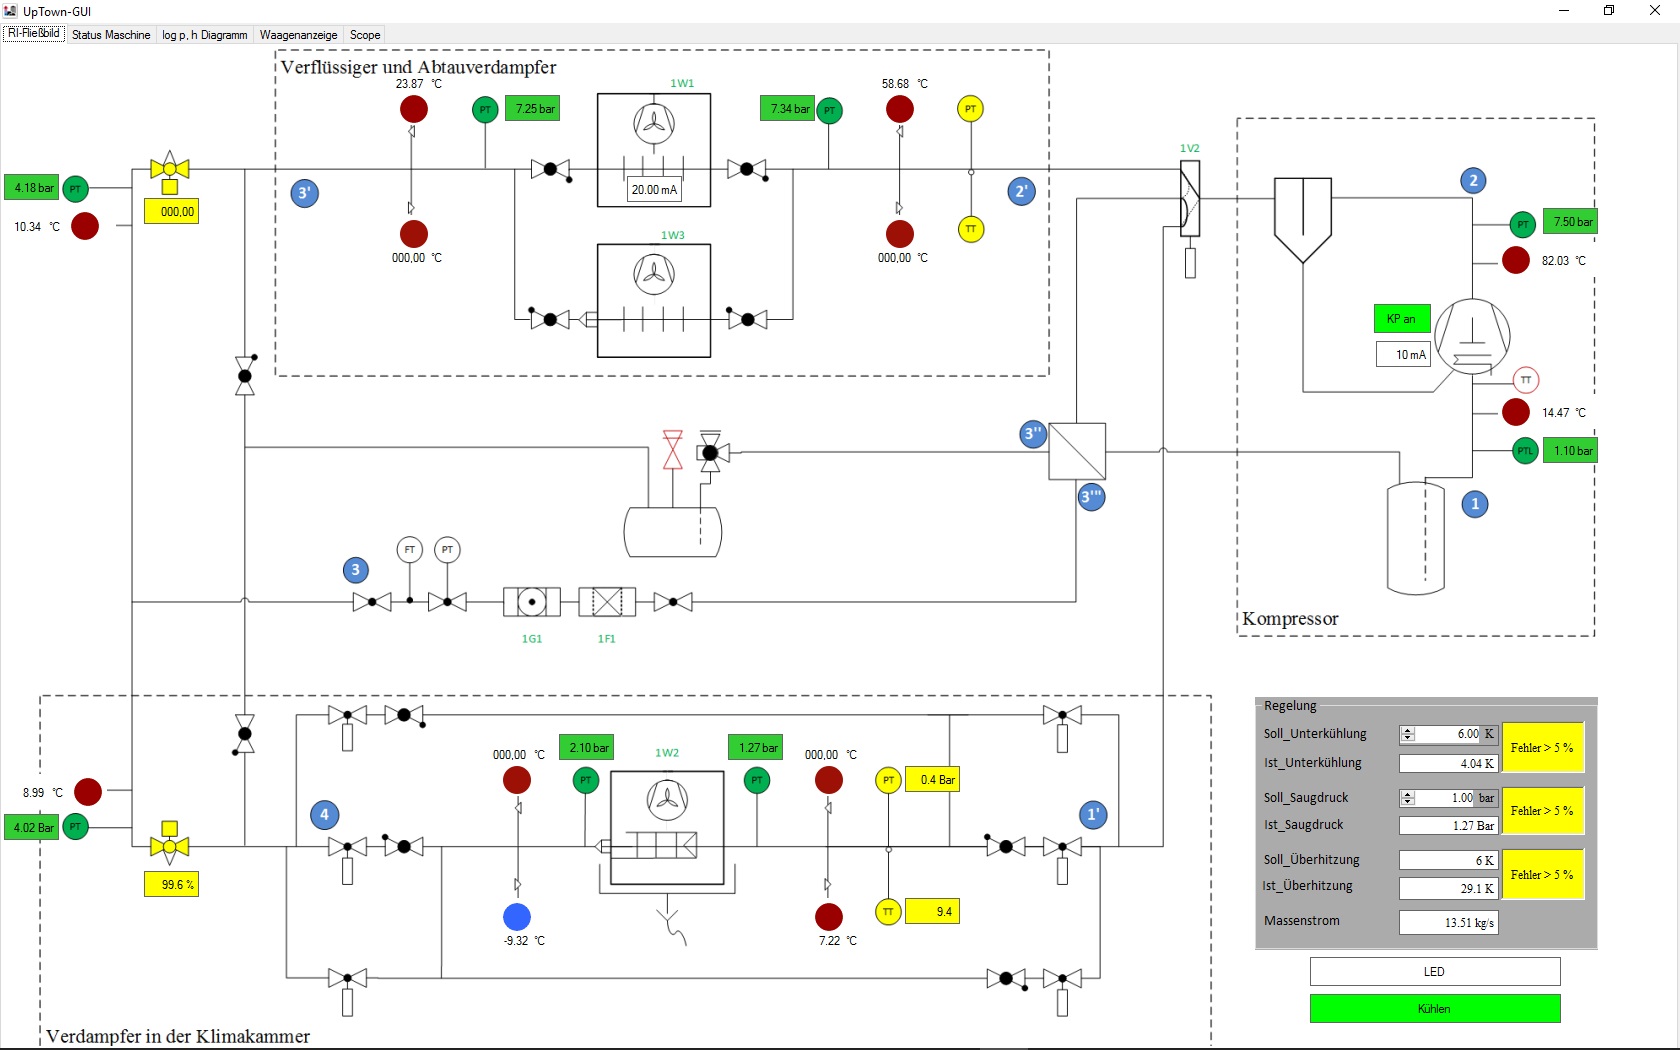 UpTown-GUI
RI-Fließbild
Status Maschine
log p, h Diagramm
Waagenanzeige
Scope
Verflüssiger und Abtauverdampfer
23.87 °C
PT
7.25 bar
1W1
20.00 mA
7.34 bar
PT
58.68 °C
PT
4.18 bar
PT
10.34 °C
000,00
3'
000,00 °C
1W3
000,00 °C
TT
2'
1V2
2
PT
7.50 bar
82.03 °C
KP an
10 mA
TT
14.47 °C
PTL
1.10 bar
1
Kompressor
3''
3'''
3
FT
PT
1G1
1F1
8.99 °C
4.02 Bar
PT
99.6 %
4
000,00 °C
2.10 bar
PT
1W2
1.27 bar
PT
000,00 °C
PT
0.4 Bar
1'
-9.32 °C
7.22 °C
TT
9.4
Verdampfer in der Klimakammer
Regelung
Soll_Unterkühlung
6.00 K
Ist_Unterkühlung
4.04 K
Fehler > 5 %
Soll_Saugdruck
1.00 bar
Ist_Saugdruck
1.27 Bar
Fehler > 5 %
Soll_Überhitzung
6 K
Ist_Überhitzung
29.1 K
Fehler > 5 %
Massenstrom
13.51 kg/s
LED
Kühlen